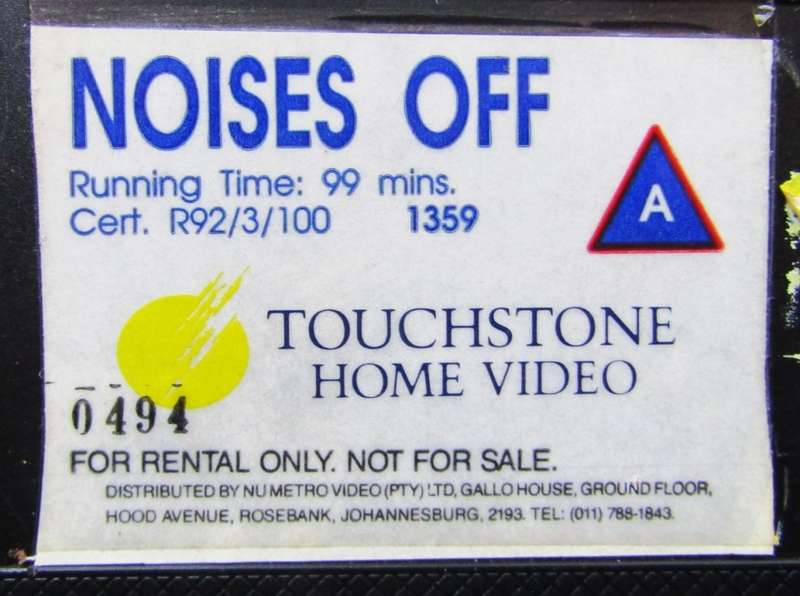 NOISES OFF
Running Time: 99 mins.
Cert. R92/3/100 1359
A
TOUCHSTONE
HOME VIDEO
0494
FOR RENTAL ONLY. NOT FOR SALE.
DISTRIBUTED BY NU METRO VIDEO (PTY) LTD, GALLO HOUSE, GROUND FLOOR,
HOOD AVENUE, ROSEBANK, JOHANNESBURG, 2193. TEL: (011) 788-1843.